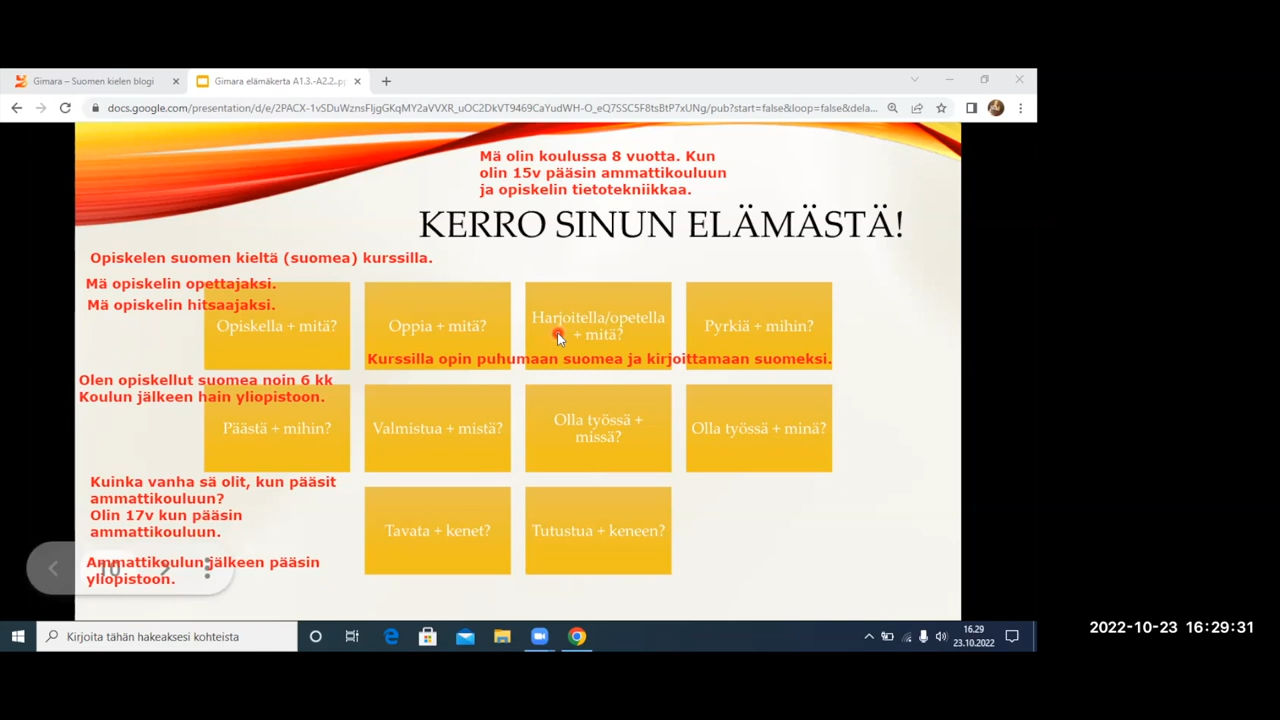 Gimara – Suomen kielen blogi
Gimara elämäkerta A1.3.-A2.2..p
docs.google.com/presentation/d/e/2PACX-1vSDuWznsFIjgGKqMY2aVVXR_uOC2DkVT9469CaYudWH-O_eQ7SSC5F8tsBtP7xUNg/pub?start=false&loop=false&dela...
Mä olin koulussa 8 vuotta. Kun
olin 15v pääsin ammattikouluun
ja opiskelin tietotekniikkaa.
KERRO SINUN ELÄMÄSTÄ!
Opiskelen suomen kieltä (suomea) kurssilla.
Mä opiskelin opettajaksi.
Mä opiskelin hitsaajaksi.
Opiskella + mitä?
Oppia + mitä?
Harjoitella/opetella
+ mitä?
Pyrkiä + mihin?
Kurssilla opin puhumaan suomea ja kirjoittamaan suomeksi.
Olen opiskellut suomea noin 6 kk
Koulun jälkeen hain yliopistoon.
Päästä + mihin?
Valmistua + mistä?
Olla työssä +
missä?
Olla työssä + minä?
Kuinka vanha sä olit, kun pääsit
ammattikouluun?
Olin 17v kun pääsin
ammattikouluun.
Tavata + kenet?
Tutustua + keneen?
Ammattikoulun jälkeen pääsin
yliopistoon.
10
Kirjoita tähän hakeaksesi kohteista
16.29
23.10.2022
2022-10-23 16:29:31